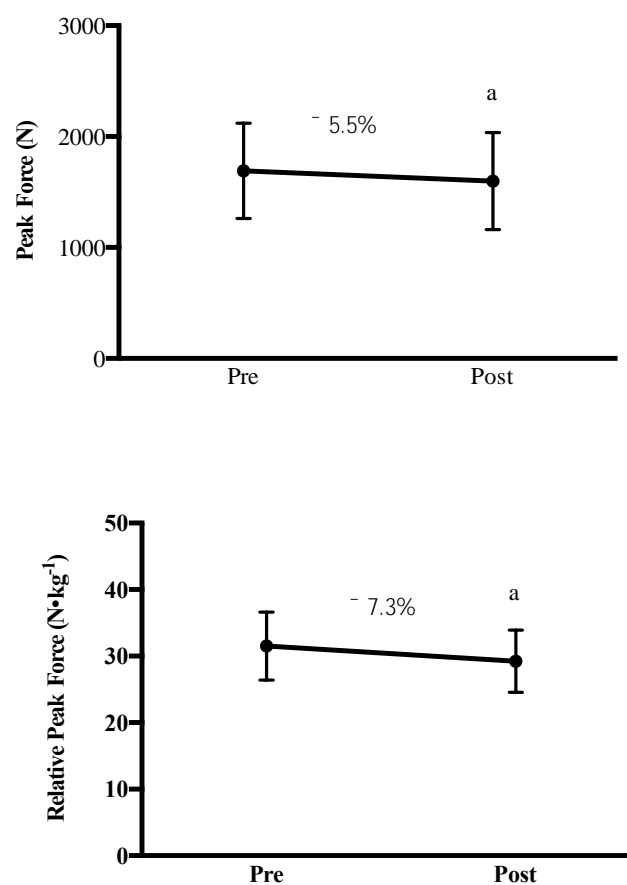 3000
a
¯ 5.5%
2000
Peak Force (N)
1000
0
Pre Post
50
40
¯ 7.3%
a
30
Relative Peak Force (N•kg⁻¹)
20
10
0
Pre Post